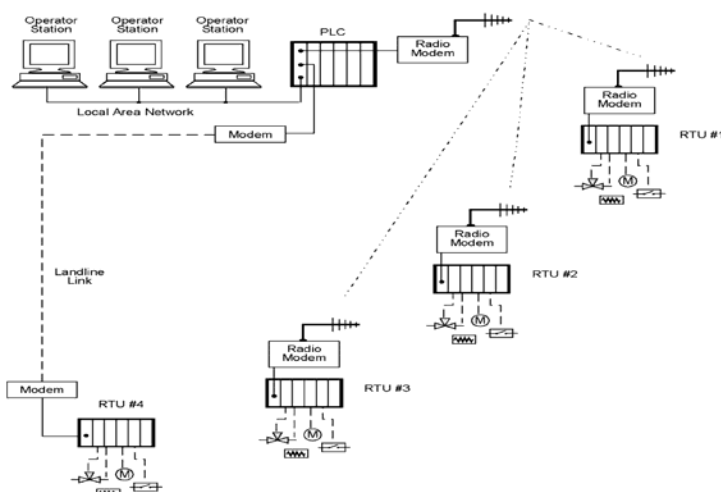 Operator
Station
Operator
Station
Operator
Station
PLC
Radio
Modem
Local Area Network
Modem
Radio
Modem
RTU #1
M
Radio
Modem
RTU #2
M
Landline
Link
Radio
Modem
RTU #3
M
Modem
RTU #4
M